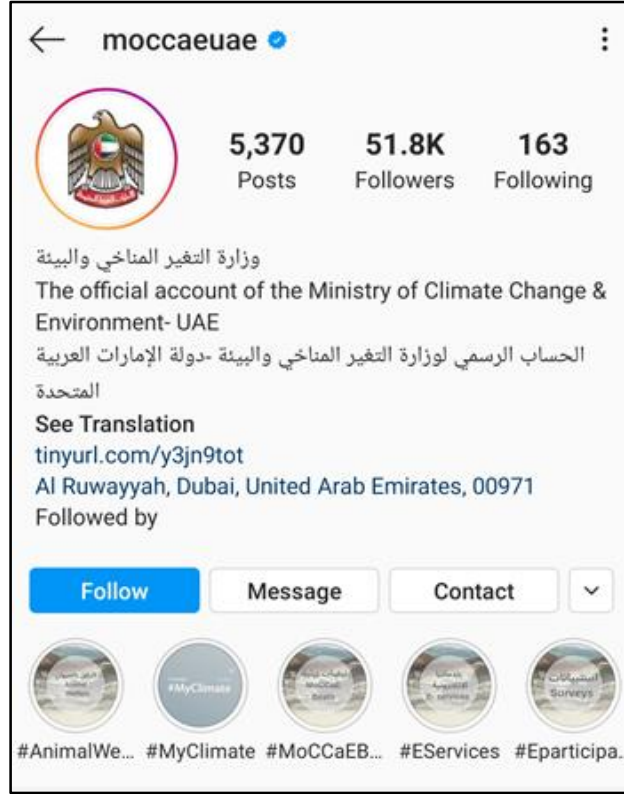 moccaeuae
5,370 51.8K 163
Posts Followers Following
وزارة التغير المناخي والبيئة
The official account of the Ministry of Climate Change &
Environment- UAE
الحساب الرسمي لوزارة التغير المناخي والبيئة -دولة الإمارات العربية
المتحدة
See Translation
tinyurl.com/y3jn9tot
Al Ruwayyah, Dubai, United Arab Emirates, 00971
Followed by
Follow Message Contact
#MyClimate
استبيانات
Surveys
#AnimalWe... #MyClimate #MoCCaEB... #EServices #Eparticipa..